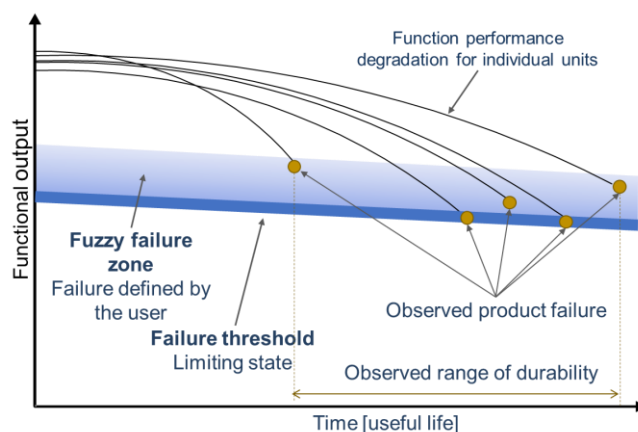 Function performance
degradation for individual units
Functional output
Fuzzy failure
zone
Failure defined by
the user
Failure threshold
Limiting state
Observed product failure
Observed range of durability
Time [useful life]